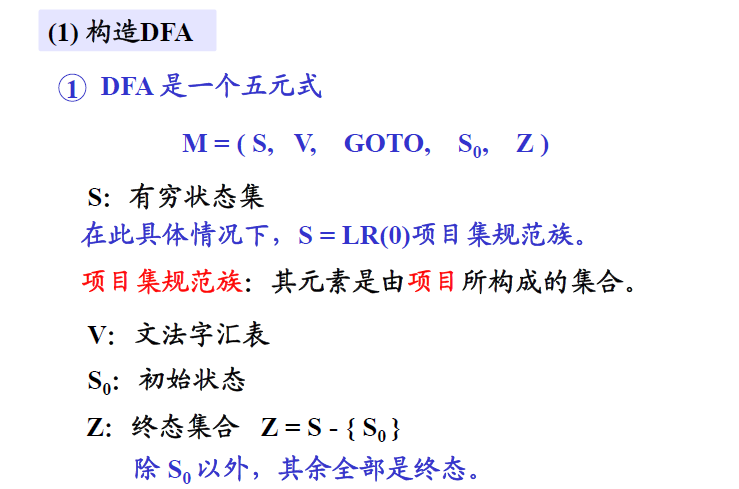 (1) 构造DFA
① DFA 是一个五元式
M = ( S, V, GOTO, S₀, Z )
S: 有穷状态集
在此具体情况下，S = LR(0)项目集规范族。
项目集规范族：其元素是由项目所构成的集合。
V: 文法字汇表
S₀: 初始状态
Z: 终态集合 Z = S - { S₀ }
除 S₀ 以外，其余全部是终态。